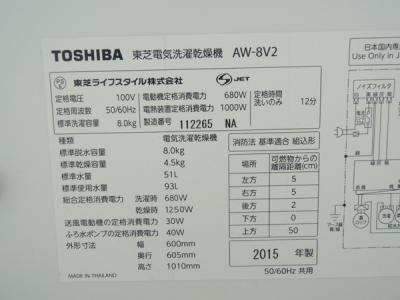 TOSHIBA 東芝電気洗濯乾燥機 AW-8V2
PSE
東芝ライフスタイル株式会社 S JET
定格電圧 100V
定格周波数 50/60Hz
標準洗濯容量 8.0kg
電動機定格消費電力 680W
電熱装置定格消費電力 1000W
製造番号 112265 NA
定格時間
洗いのみ 12分
種類 電気洗濯乾燥機
標準脱水容量 8.0kg
標準乾燥容量 4.5kg
標準水量 51L
標準使用水量 93L
総合定格消費電力 洗濯時 680W
乾燥時 1250W
送風電動機の定格消費電力 30W
ふろ水ポンプの定格消費電力 40W
外形寸法 幅 600mm
奥行 605mm
高さ 1010mm
MADE IN THAILAND
消防法 基準適合 組込形
場所 可燃物からの離隔距離(cm)
左方 5
右方 5
後方 2
下方 0
上方 50
2015 年製
50/60Hz 共用
日本国内専
Use Only in J
ノイズフィルタ